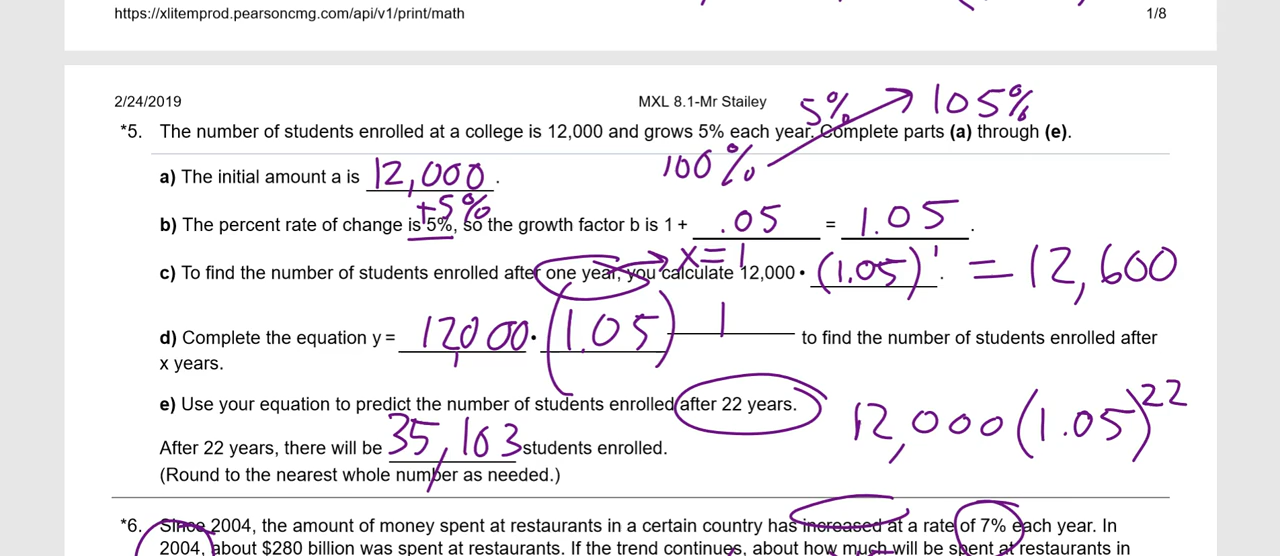 https://xlitemprod.pearsoncmg.com/api/v1/print/math 1/8
2/24/2019 MXL 8.1-Mr Stailey
5% → 105%
*5. The number of students enrolled at a college is 12,000 and grows 5% each year. Complete parts (a) through (e).
100%
a) The initial amount a is 12,000.
+5%
b) The percent rate of change is 5%, so the growth factor b is 1 + .05 = 1.05.
x=1
c) To find the number of students enrolled after one year, you calculate 12,000 • (1.05)¹. = 12,600
d) Complete the equation y = 12,000 • (1.05) 1 to find the number of students enrolled after
x years.
e) Use your equation to predict the number of students enrolled after 22 years. 12,000(1.05)²²
After 22 years, there will be 35,163 students enrolled.
(Round to the nearest whole number as needed.)
*6. Since 2004, the amount of money spent at restaurants in a certain country has increased at a rate of 7% each year. In
2004, about $280 billion was spent at restaurants. If the trend continues, about how much will be spent at restaurants in